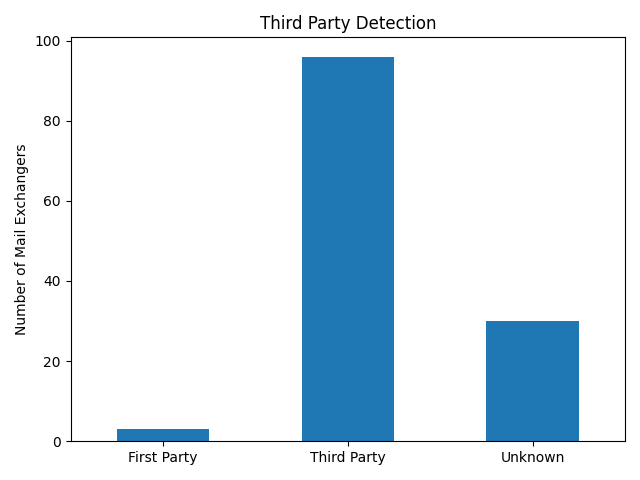 Third Party Detection
Number of Mail Exchangers
100
80
60
40
20
0
First Party
Third Party
Unknown